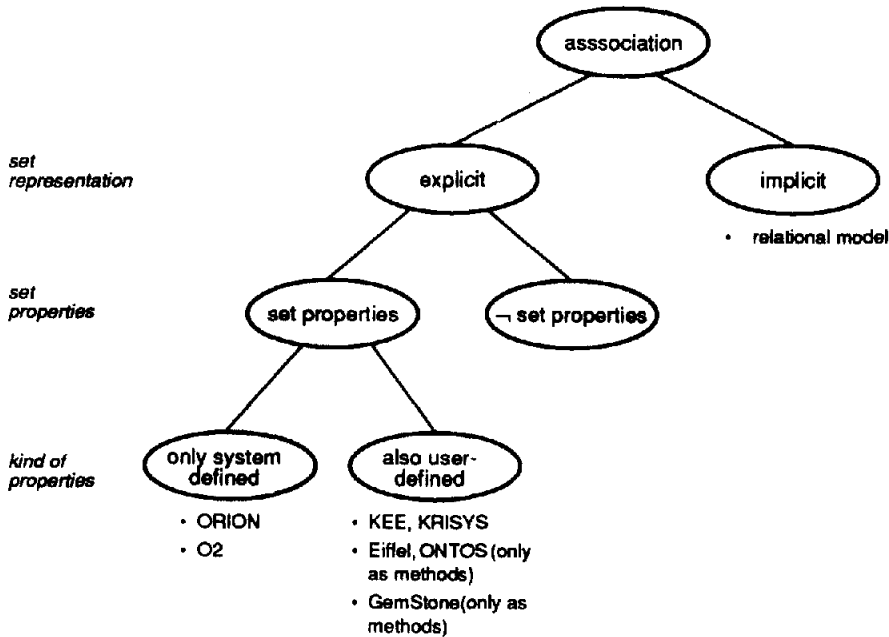 asssociation
set
representation
explicit
implicit
• relational model
set
properties
set properties
¬ set properties
kind of
properties
only system
defined
also user-
defined
• ORION
• O2
• KEE, KRISYS
• Eiffel, ONTOS (only
as methods)
• GemStone(only as
methods)